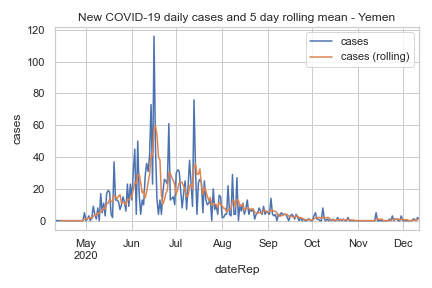 New COVID-19 daily cases and 5 day rolling mean - Yemen
cases
cases (rolling)
120
100
80
60
40
20
0
cases
May Jun Jul Aug Sep Oct Nov Dec
2020
dateRep